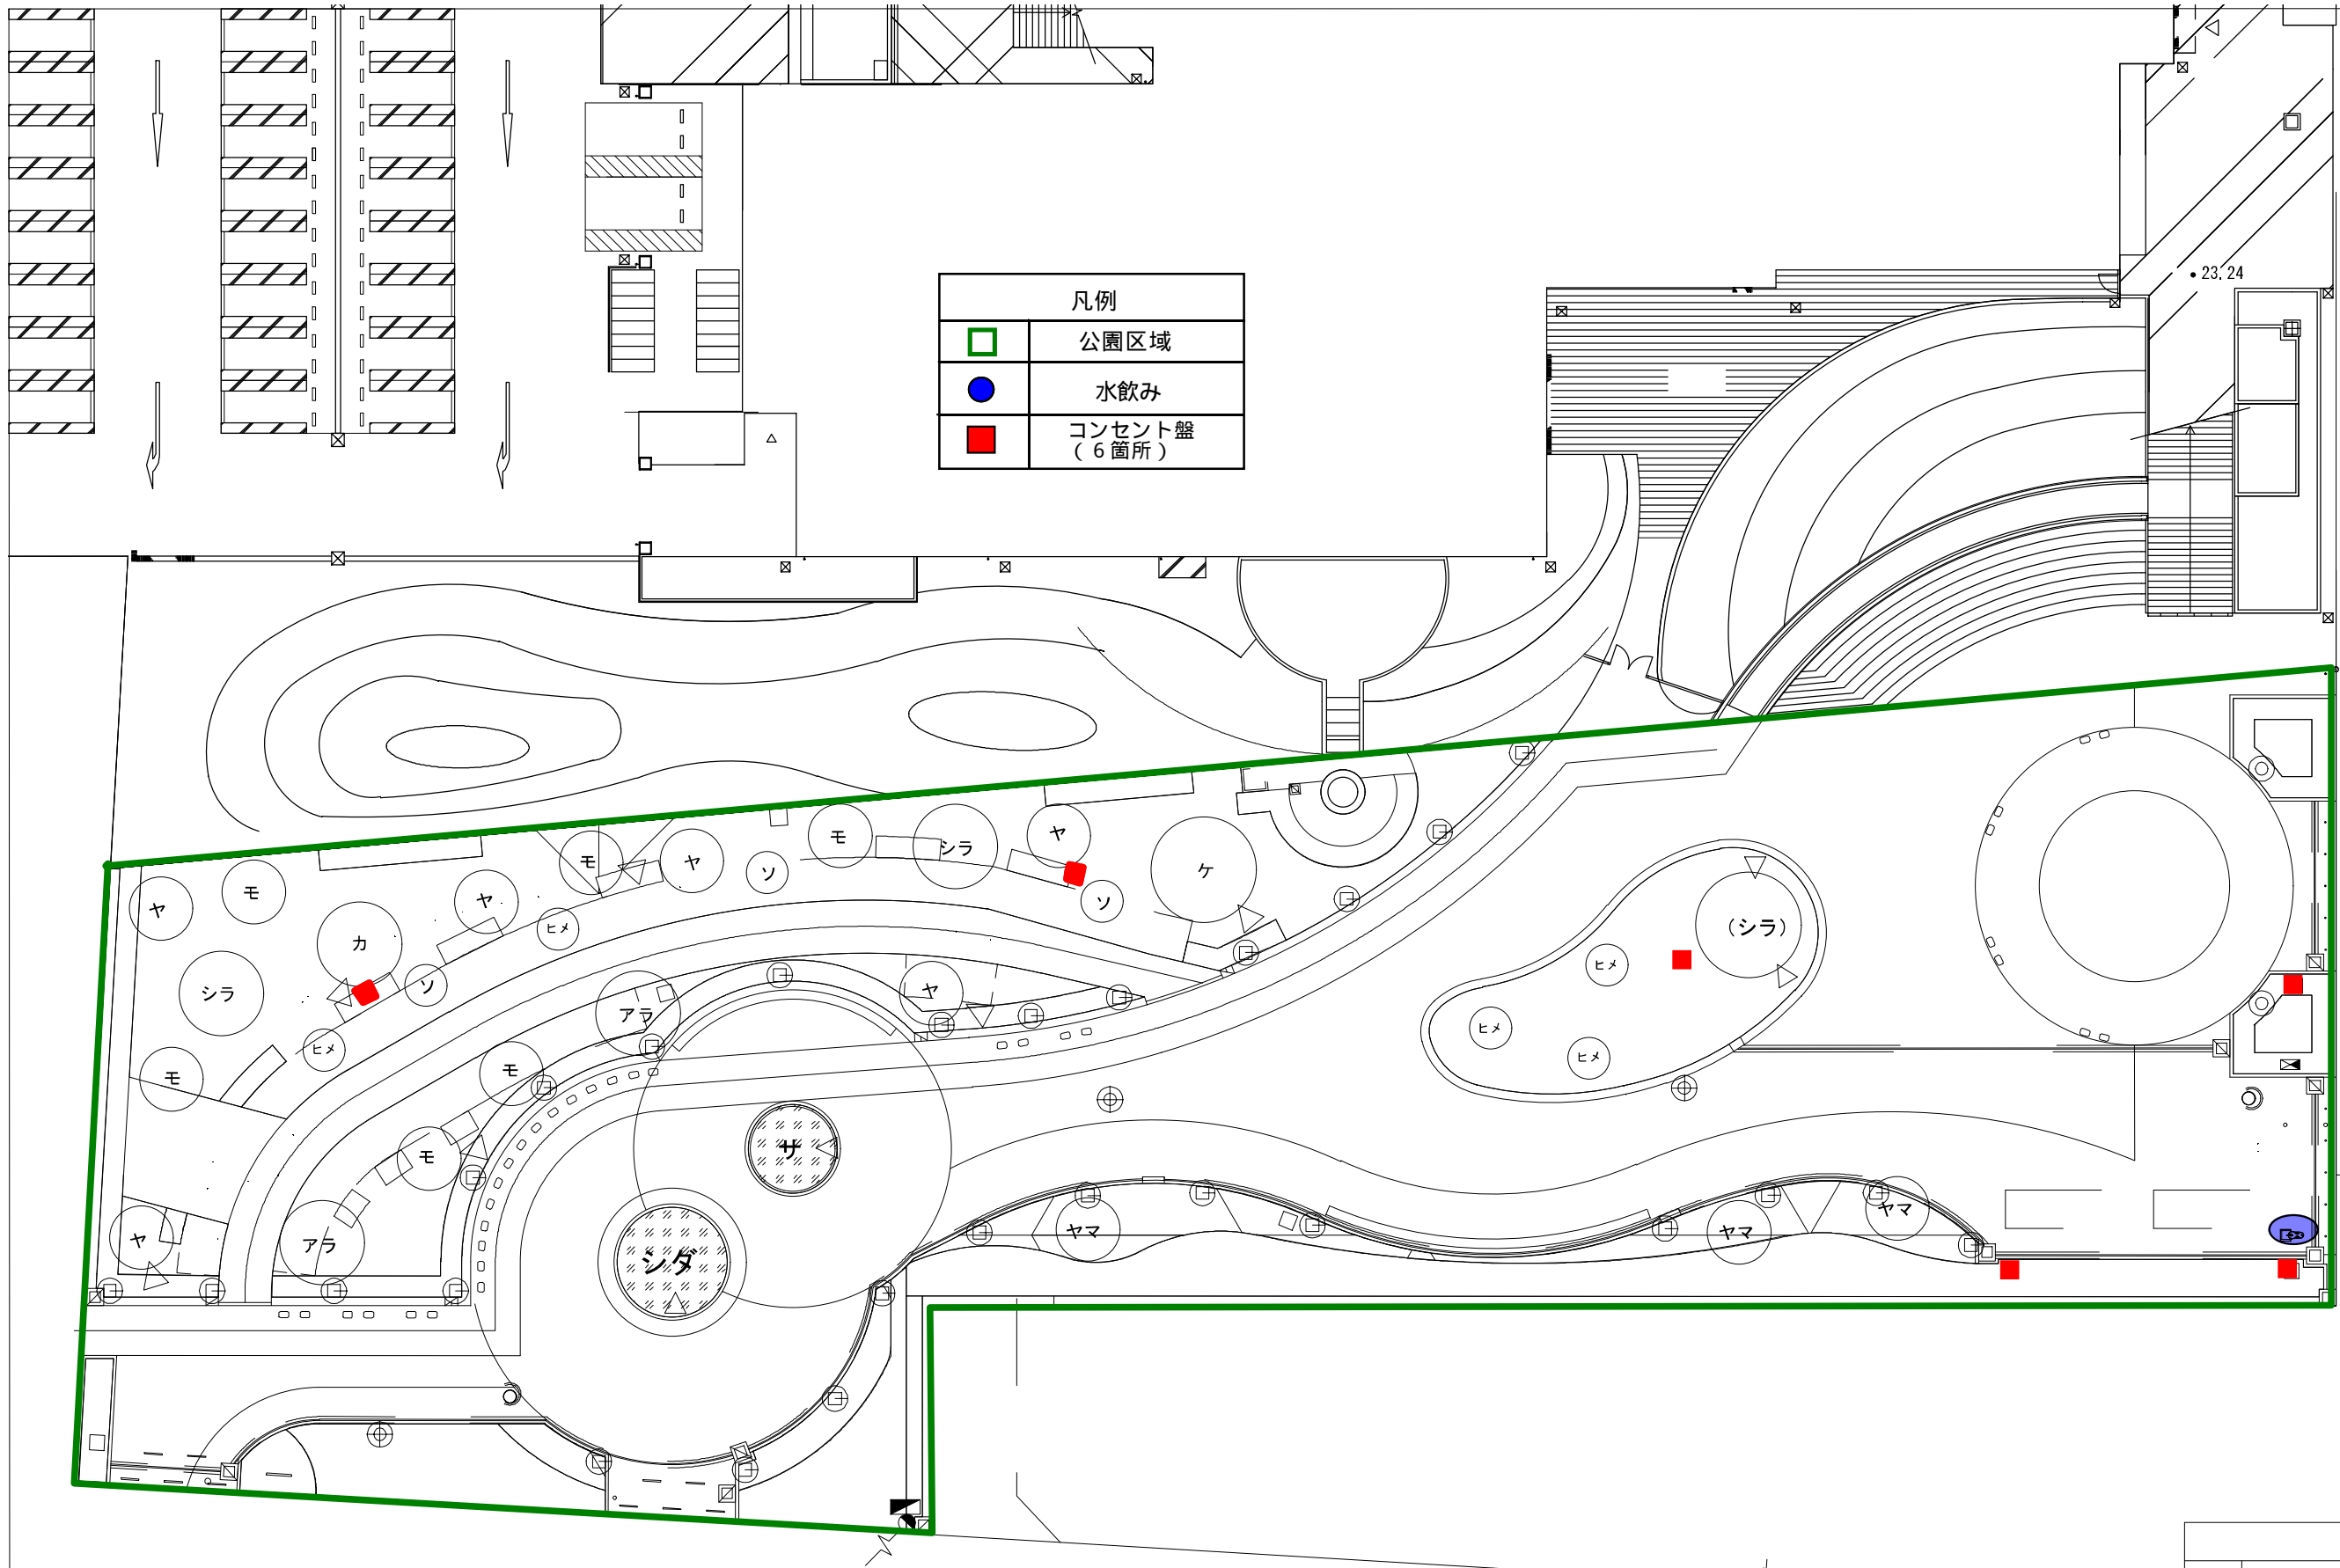 23,24
凡例
公園区域
水飲み
コンセント盤
（6箇所）
モ
シラ
ヤ
モ
ヤ
ソ
ケ
モ
ヤ
ヤ
カ
ヒメ
ソ
（シラ）
シラ
ソ
ヒメ
ヤ
アラ
ヒメ
ヒメ
ヒメ
モ
モ
サ
モ
ヤ
アラ
シダ
ヤマ
ヤマ
ヤマ